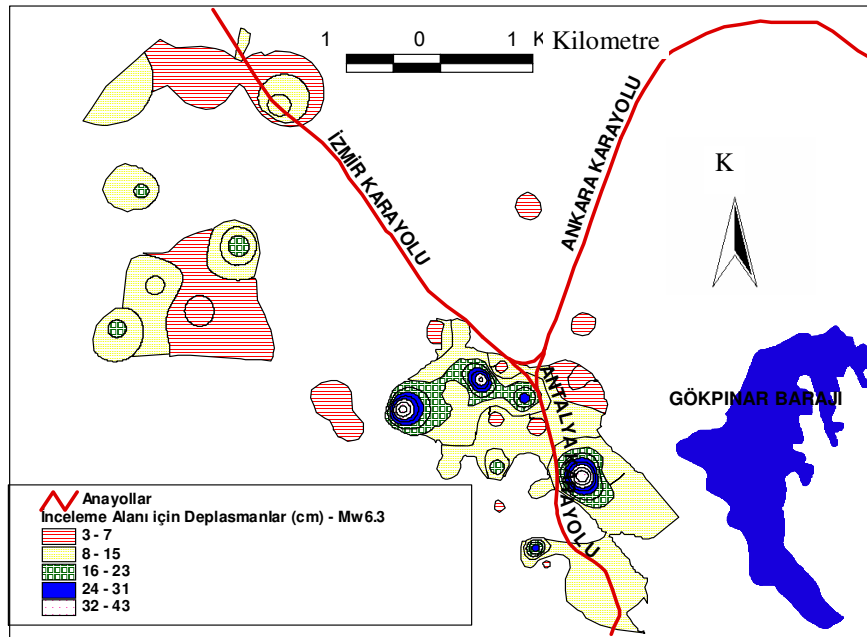 1 0 1 K Kilometre
İZMİR KARAYOLU
ANKARA KARAYOLU
K
ANTALYA KARAYOLU
GÖKPINAR BARAJI
Anayollar
İnceleme Alanı için Deplasmanlar (cm) - Mw6.3
3 - 7
8 - 15
16 - 23
24 - 31
32 - 43